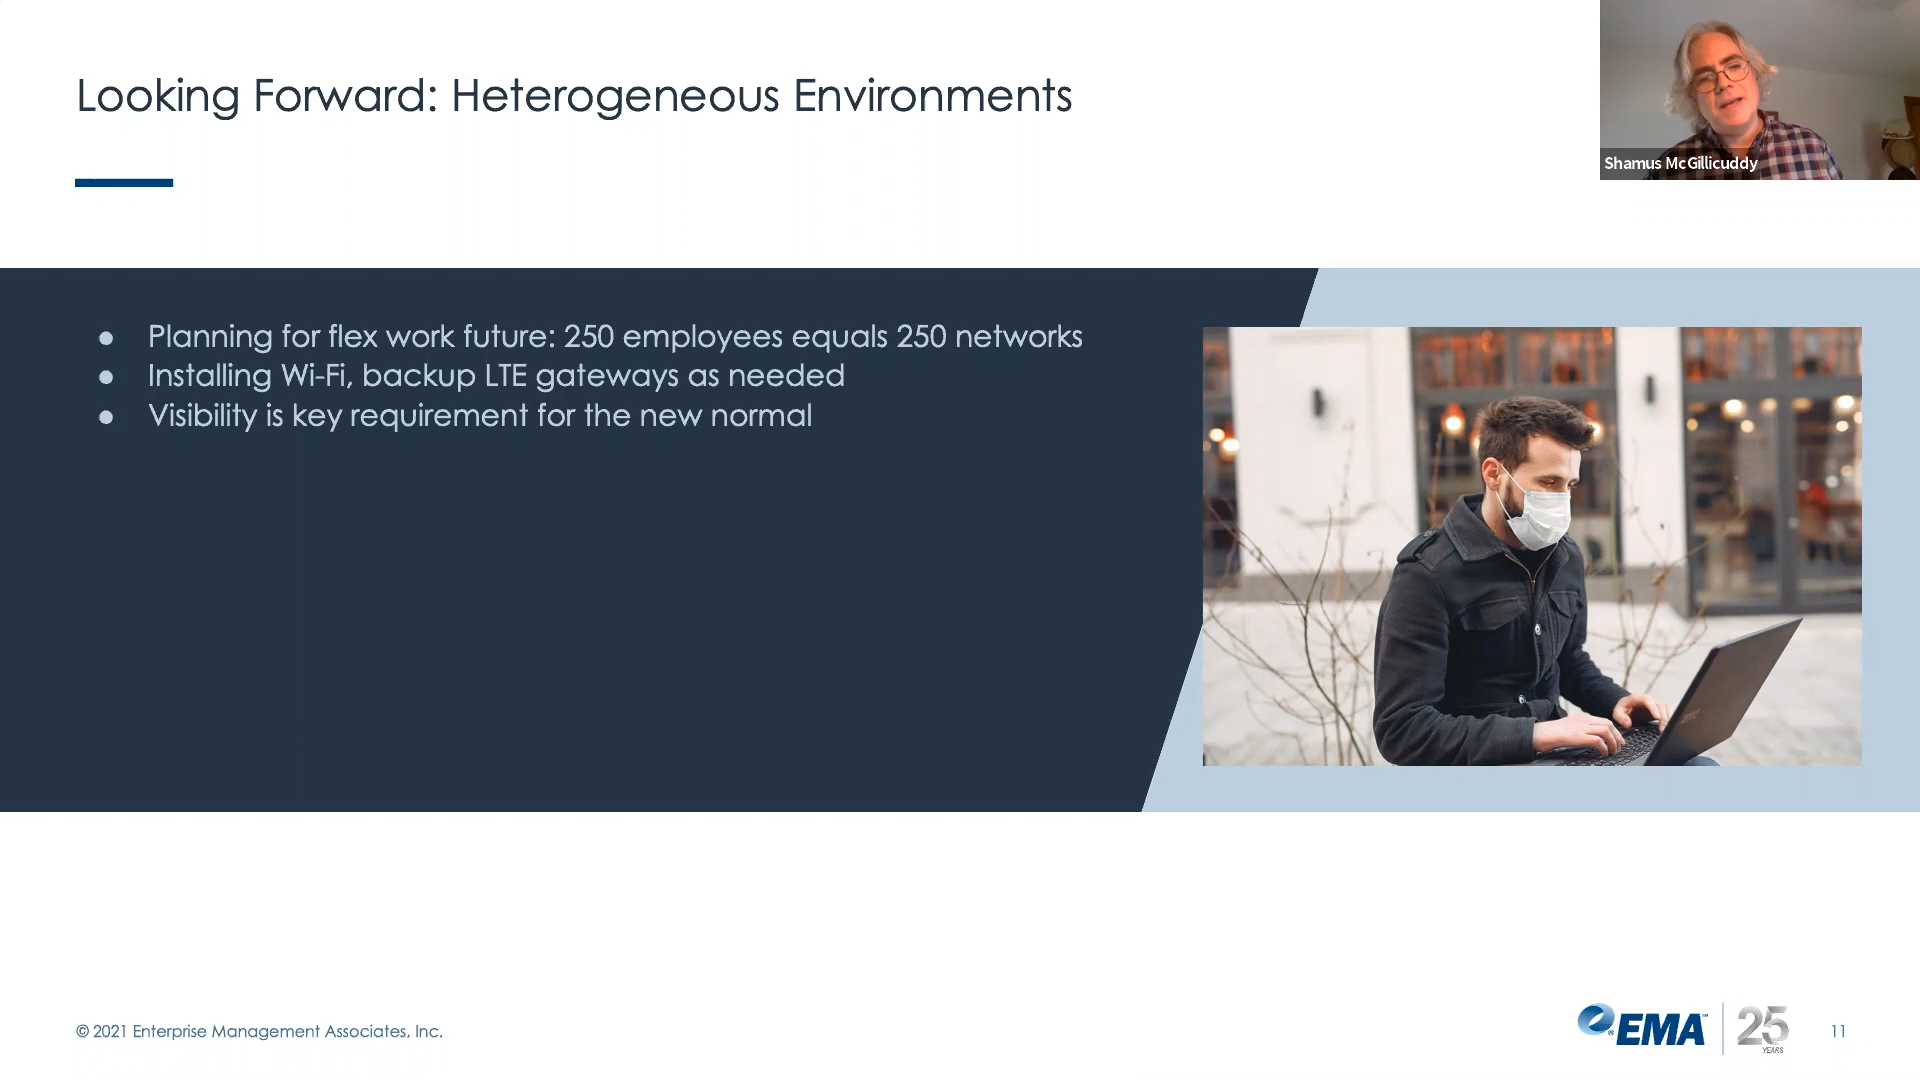 Looking Forward: Heterogeneous Environments
Shamus McGillicuddy
● Planning for flex work future: 250 employees equals 250 networks
● Installing Wi-Fi, backup LTE gateways as needed
● Visibility is key requirement for the new normal
© 2021 Enterprise Management Associates, Inc.
EMA™
25
YEARS
11